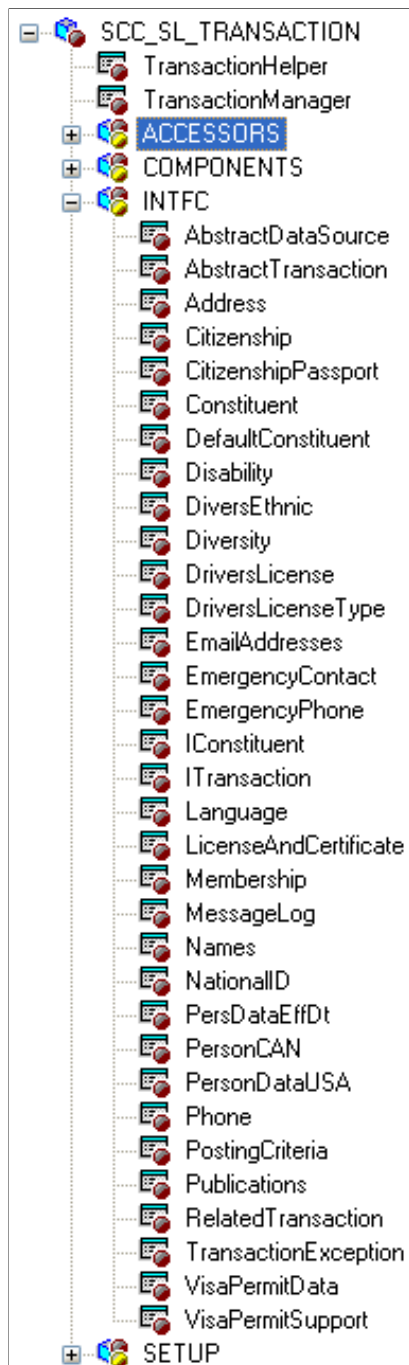 SCC_SL_TRANSACTION
TransactionHelper
TransactionManager
ACCESSORS
COMPONENTS
INTFC
AbstractDataSource
AbstractTransaction
Address
Citizenship
CitizenshipPassport
Constituent
DefaultConstituent
Disability
DiversEthnic
Diversity
DriversLicense
DriversLicenseType
EmailAddresses
EmergencyContact
EmergencyPhone
IConstituent
ITransaction
Language
LicenseAndCertificate
Membership
MessageLog
Names
NationalID
PersDataEffDt
PersonCAN
PersonDataUSA
Phone
PostingCriteria
Publications
RelatedTransaction
TransactionException
VisaPermitData
VisaPermitSupport
SETUP